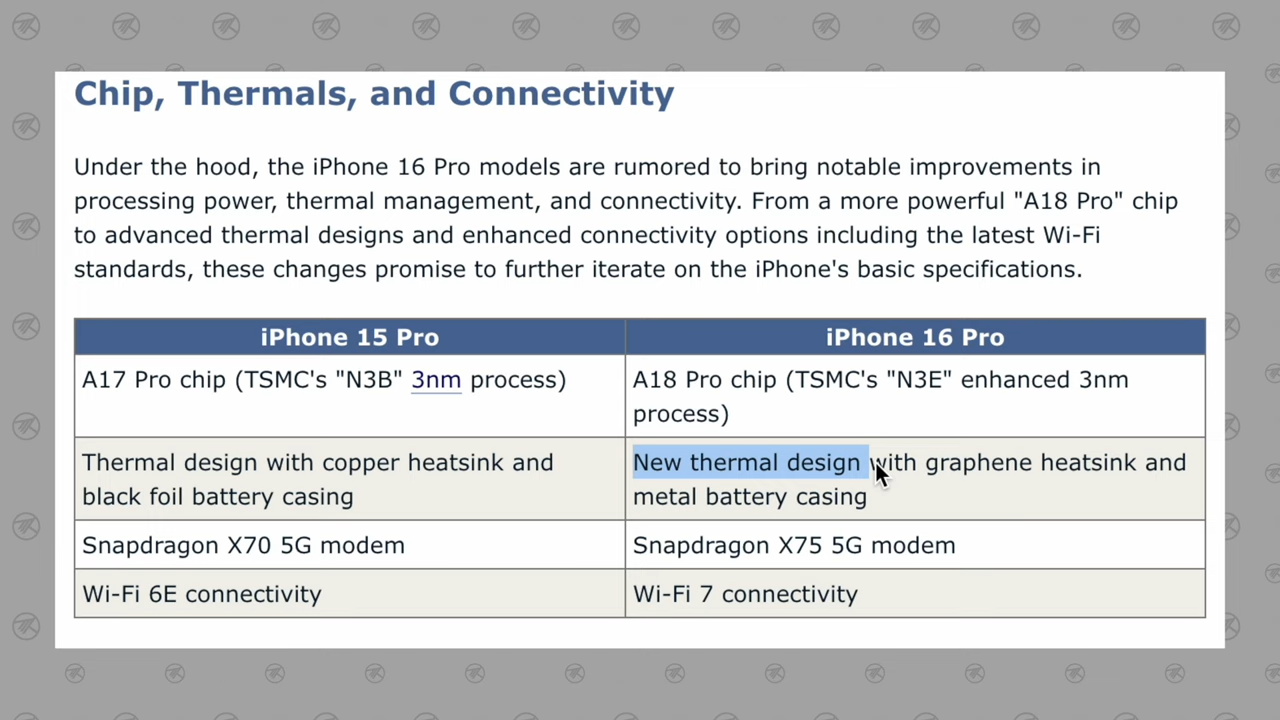 Chip, Thermals, and Connectivity
Under the hood, the iPhone 16 Pro models are rumored to bring notable improvements in
processing power, thermal management, and connectivity. From a more powerful "A18 Pro" chip
to advanced thermal designs and enhanced connectivity options including the latest Wi-Fi
standards, these changes promise to further iterate on the iPhone's basic specifications.
iPhone 15 Pro
iPhone 16 Pro
A17 Pro chip (TSMC's "N3B" 3nm process)
A18 Pro chip (TSMC's "N3E" enhanced 3nm
process)
Thermal design with copper heatsink and
black foil battery casing
New thermal design with graphene heatsink and
metal battery casing
Snapdragon X70 5G modem
Snapdragon X75 5G modem
Wi-Fi 6E connectivity
Wi-Fi 7 connectivity